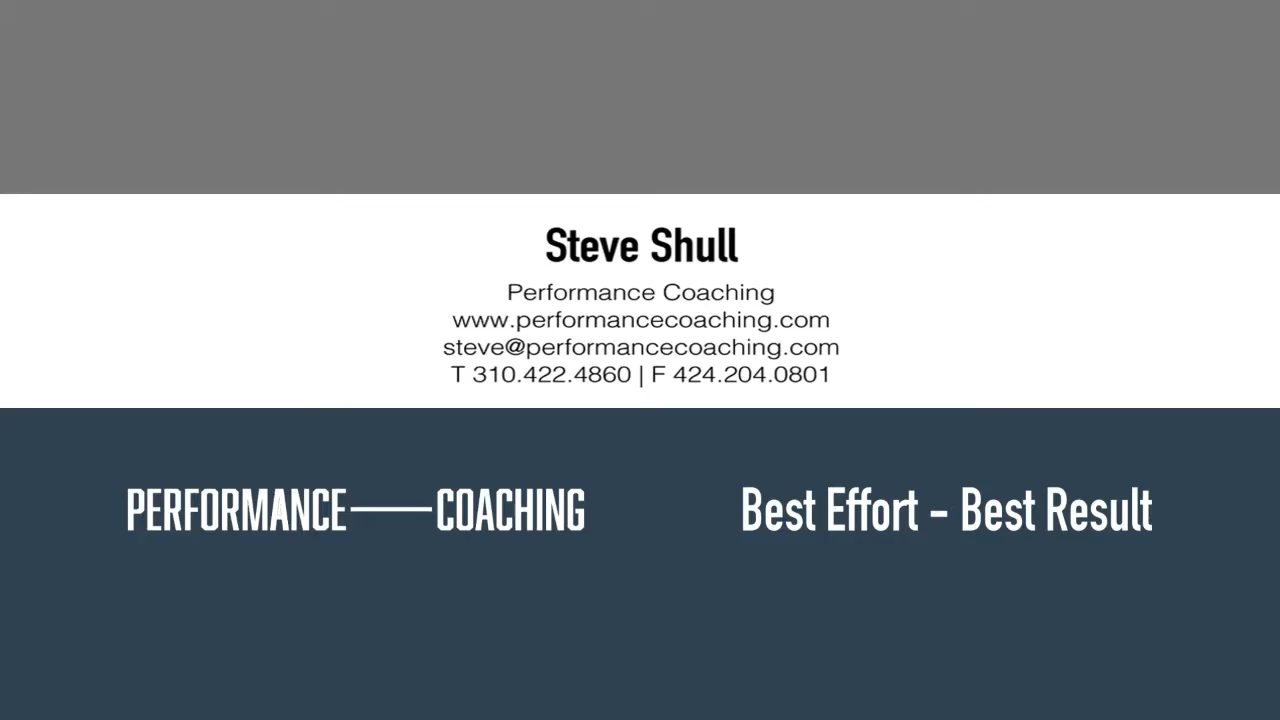 Steve Shull
Performance Coaching
www.performancecoaching.com
steve@performancecoaching.com
T 310.422.4860 | F 424.204.0801
PERFORMANCE — COACHING
Best Effort - Best Result